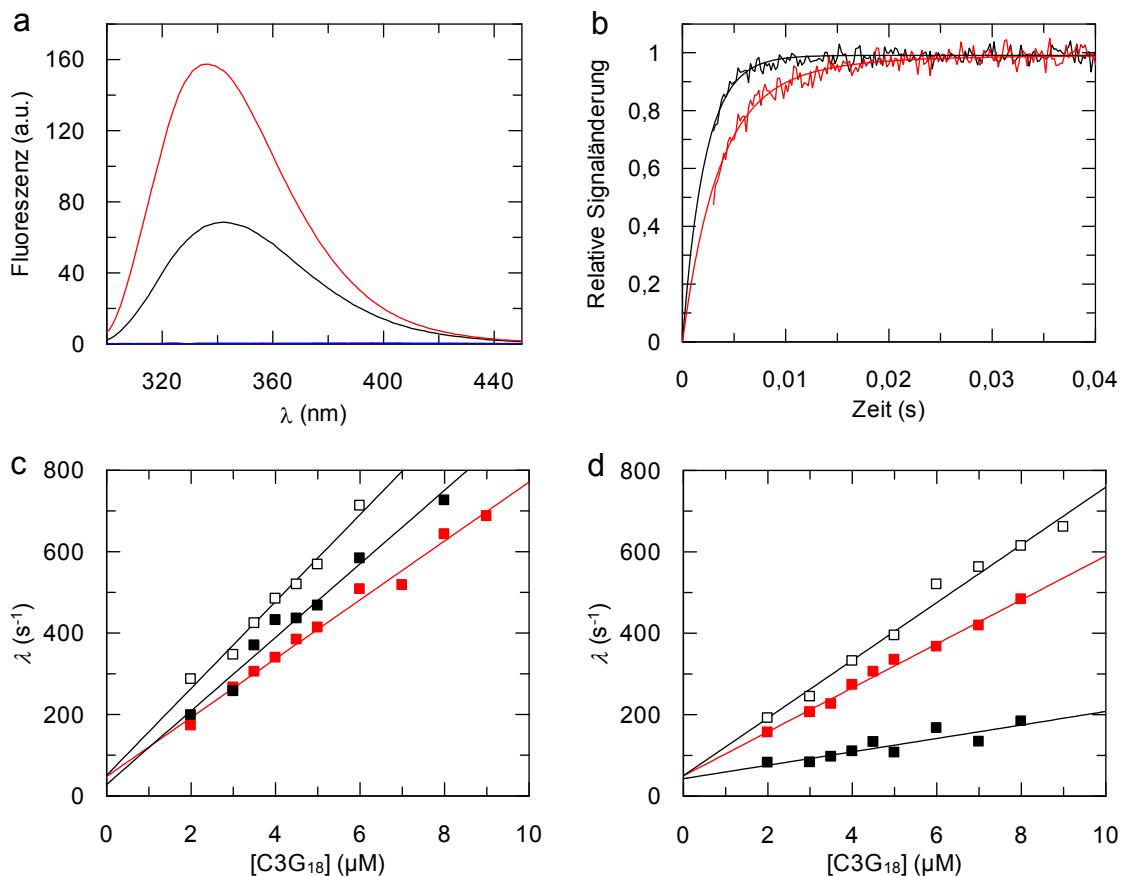 a
160
120
80
40
0
Fluoreszenz (a.u.)
320 360 400 440
λ (nm)
b
1
0,8
0,6
0,4
0,2
0
Relative Signaländerung
0 0,01 0,02 0,03 0,04
Zeit (s)
c
800
600
400
200
0
λ (s⁻¹)
0 2 4 6 8 10
[C3G₁₈] (µM)
d
800
600
400
200
0
λ (s⁻¹)
0 2 4 6 8 10
[C3G₁₈] (µM)